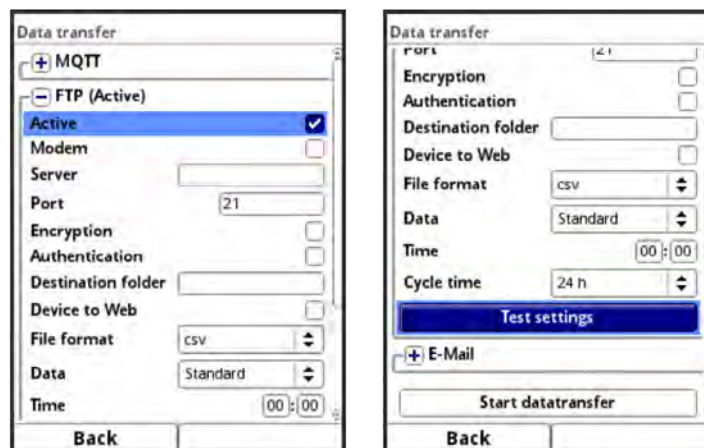 Data transfer
MQTT
FTP (Active)
Active
Modem
Server
Port 21
Encryption
Authentication
Destination folder
Device to Web
File format csv
Data Standard
Time 00 : 00
Back
Data transfer
Port 21
Encryption
Authentication
Destination folder
Device to Web
File format csv
Data Standard
Time 00 : 00
Cycle time 24 h
Test settings
E-Mail
Start datatransfer
Back